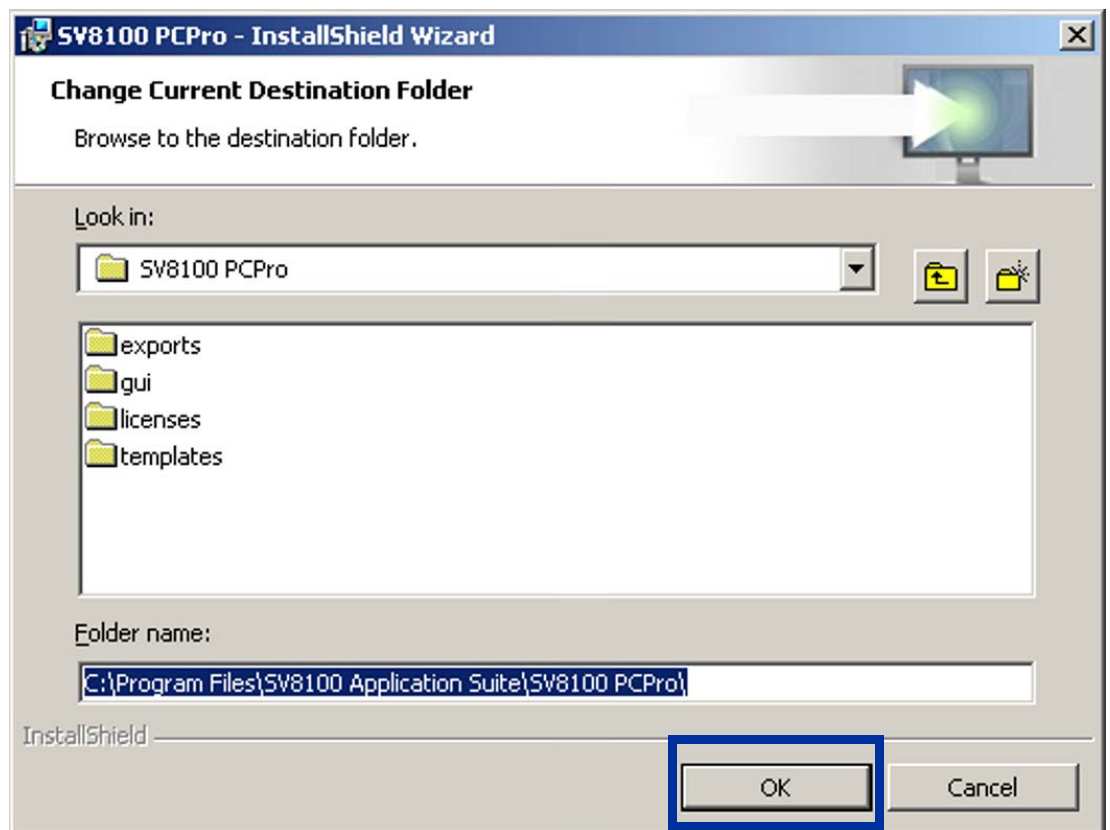 SV8100 PCPro - InstallShield Wizard
Change Current Destination Folder
Browse to the destination folder.
Look in:
SV8100 PCPro
exports
gui
licenses
templates
Folder name:
C:\Program Files\SV8100 Application Suite\SV8100 PCPro\
InstallShield
OK Cancel